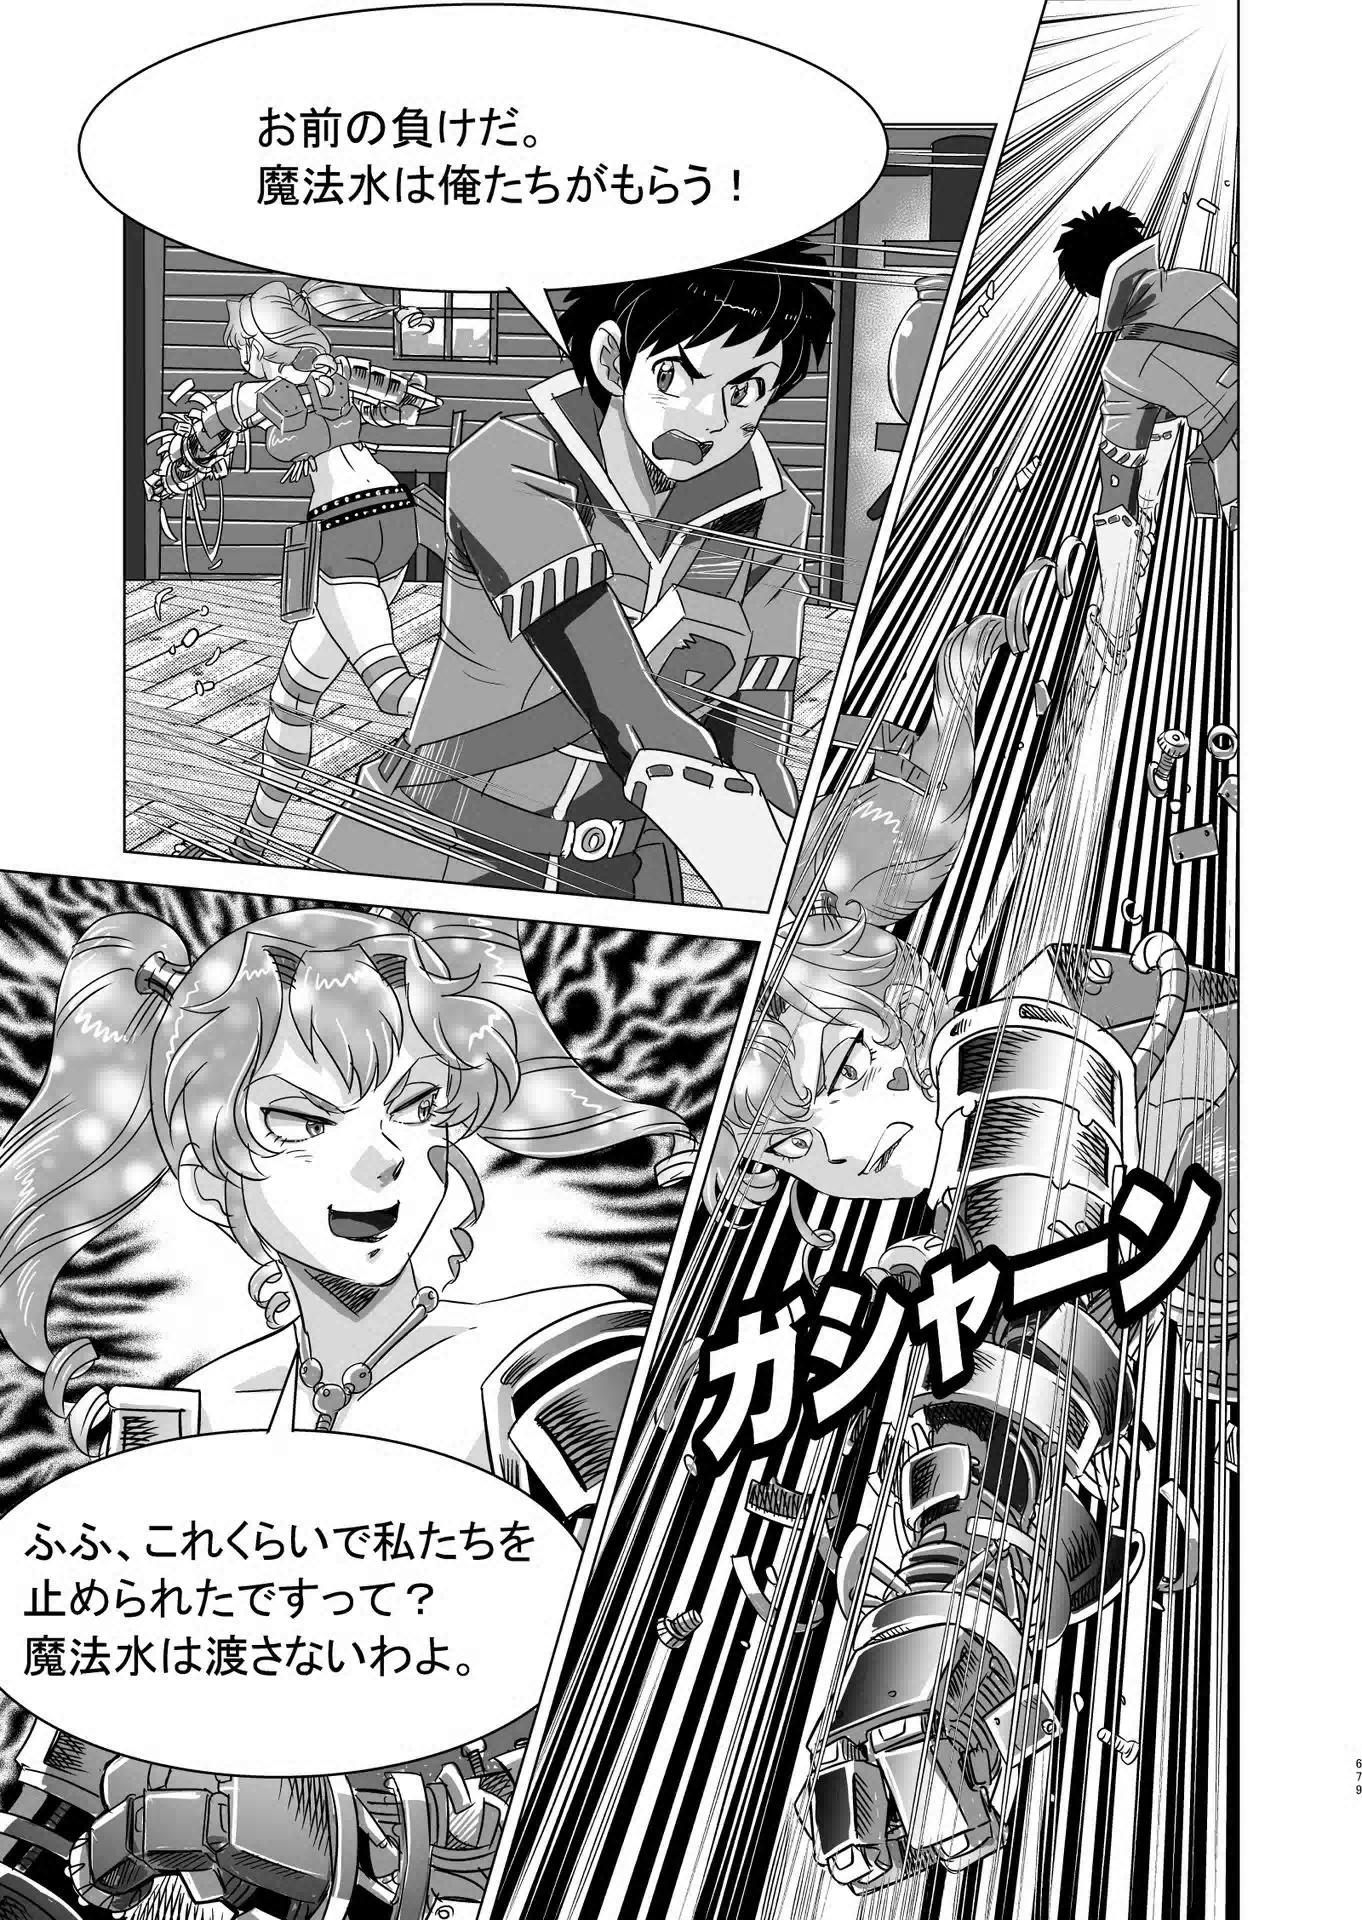 ガシャーン
お前の負けだ。
魔法水は俺たちがもらう！
ふふ、これくらいで私たちを
止められたですって？
魔法水は渡さないわよ。
679